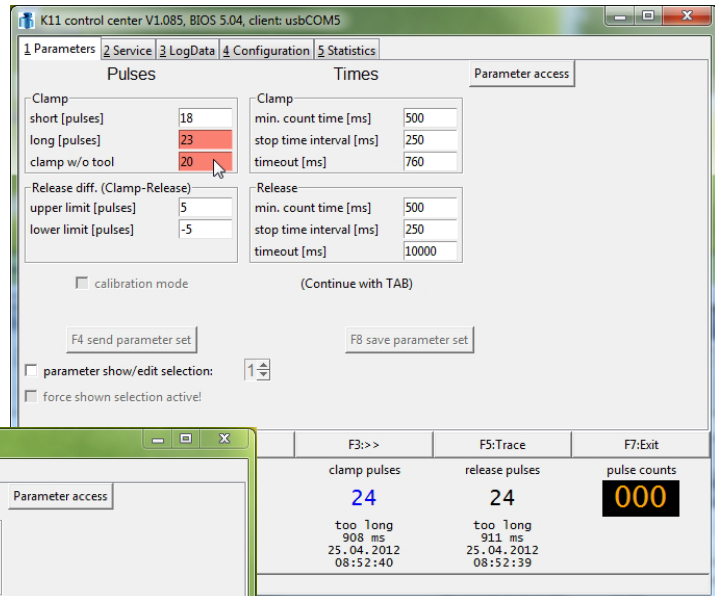 K11 control center V1.085, BIOS 5.04, client: usbCOM5
1 Parameters 2 Service 3 LogData 4 Configuration 5 Statistics
Pulses Times Parameter access
Clamp Clamp
short [pulses] 18 min. count time [ms] 500
long [pulses] 23 stop time interval [ms] 250
clamp w/o tool 20 timeout [ms] 760
Release diff. (Clamp-Release) Release
upper limit [pulses] 5 min. count time [ms] 500
lower limit [pulses] -5 stop time interval [ms] 250
timeout [ms] 10000
calibration mode (Continue with TAB)
F4 send parameter set F8 save parameter set
parameter show/edit selection: 1
force shown selection active!
F3:>> F5:Trace F7:Exit
clamp pulses release pulses pulse counts
24 24 000
too long too long
908 ms 911 ms
25.04.2012 25.04.2012
08:52:40 08:52:39
Parameter access